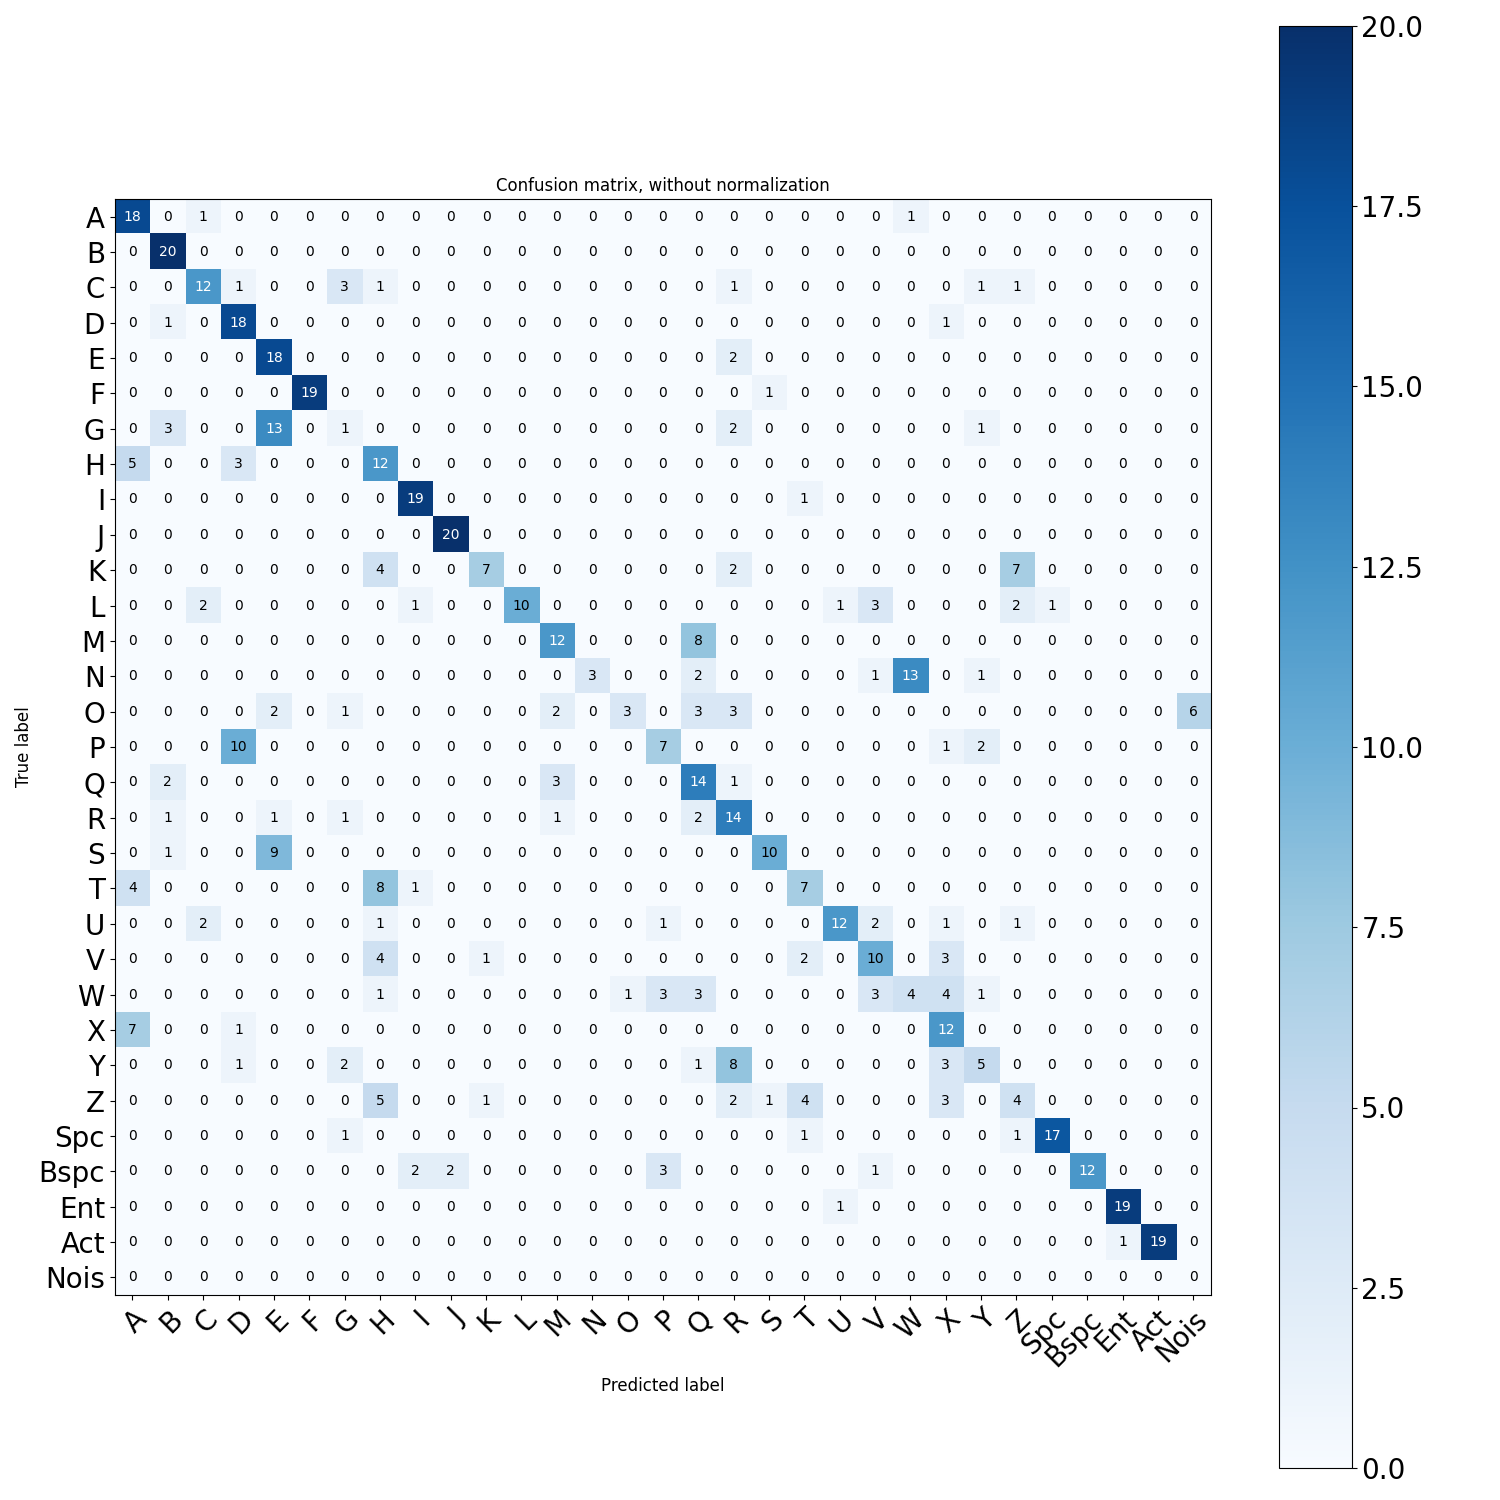 Confusion matrix, without normalization
A 18 0 1 0 0 0 0 0 0 0 0 0 0 0 0 0 0 0 0 0 0 0 1 0 0 0 0 0 0 0 0
B 0 20 0 0 0 0 0 0 0 0 0 0 0 0 0 0 0 0 0 0 0 0 0 0 0 0 0 0 0 0 0
C 0 0 12 1 0 0 3 1 0 0 0 0 0 0 0 0 0 1 0 0 0 0 0 0 1 1 0 0 0 0 0
D 0 1 0 18 0 0 0 0 0 0 0 0 0 0 0 0 0 0 0 0 0 0 0 1 0 0 0 0 0 0 0
E 0 0 0 0 18 0 0 0 0 0 0 0 0 0 0 0 0 2 0 0 0 0 0 0 0 0 0 0 0 0 0
F 0 0 0 0 0 19 0 0 0 0 0 0 0 0 0 0 0 0 1 0 0 0 0 0 0 0 0 0 0 0 0
G 0 3 0 0 13 0 1 0 0 0 0 0 0 0 0 0 0 2 0 0 0 0 0 0 1 0 0 0 0 0 0
H 5 0 0 3 0 0 0 12 0 0 0 0 0 0 0 0 0 0 0 0 0 0 0 0 0 0 0 0 0 0 0
I 0 0 0 0 0 0 0 0 19 0 0 0 0 0 0 0 0 0 0 1 0 0 0 0 0 0 0 0 0 0 0
J 0 0 0 0 0 0 0 0 0 20 0 0 0 0 0 0 0 0 0 0 0 0 0 0 0 0 0 0 0 0 0
K 0 0 0 0 0 0 0 4 0 0 7 0 0 0 0 0 0 2 0 0 0 0 0 0 0 7 0 0 0 0 0
L 0 0 2 0 0 0 0 0 1 0 0 10 0 0 0 0 0 0 0 0 1 3 0 0 0 2 1 0 0 0 0
M 0 0 0 0 0 0 0 0 0 0 0 0 12 0 0 0 8 0 0 0 0 0 0 0 0 0 0 0 0 0 0
N 0 0 0 0 0 0 0 0 0 0 0 0 0 3 0 0 2 0 0 0 0 1 13 0 1 0 0 0 0 0 0
O 0 0 0 0 2 0 1 0 0 0 0 0 2 0 3 0 3 3 0 0 0 0 0 0 0 0 0 0 0 0 6
P 0 0 0 10 0 0 0 0 0 0 0 0 0 0 0 7 0 0 0 0 0 0 0 1 2 0 0 0 0 0 0
Q 0 2 0 0 0 0 0 0 0 0 0 0 3 0 0 0 14 1 0 0 0 0 0 0 0 0 0 0 0 0 0
R 0 1 0 0 1 0 1 0 0 0 0 0 1 0 0 0 2 14 0 0 0 0 0 0 0 0 0 0 0 0 0
S 0 1 0 0 9 0 0 0 0 0 0 0 0 0 0 0 0 0 10 0 0 0 0 0 0 0 0 0 0 0 0
T 4 0 0 0 0 0 0 8 1 0 0 0 0 0 0 0 0 0 0 7 0 0 0 0 0 0 0 0 0 0 0
U 0 0 2 0 0 0 0 1 0 0 0 0 0 0 0 1 0 0 0 0 12 2 0 1 0 1 0 0 0 0 0
V 0 0 0 0 0 0 0 4 0 0 1 0 0 0 0 0 0 0 0 2 0 10 0 3 0 0 0 0 0 0 0
W 0 0 0 0 0 0 0 1 0 0 0 0 0 0 1 3 3 0 0 0 0 3 4 4 1 0 0 0 0 0 0
X 7 0 0 1 0 0 0 0 0 0 0 0 0 0 0 0 0 0 0 0 0 0 0 12 0 0 0 0 0 0 0
Y 0 0 0 1 0 0 2 0 0 0 0 0 0 0 0 0 1 8 0 0 0 0 0 3 5 0 0 0 0 0 0
Z 0 0 0 0 0 0 0 5 0 0 1 0 0 0 0 0 0 2 1 4 0 0 0 3 0 4 0 0 0 0 0
Spc 0 0 0 0 0 0 1 0 0 0 0 0 0 0 0 0 0 0 0 1 0 0 0 0 0 1 17 0 0 0 0
Bspc 0 0 0 0 0 0 0 0 2 2 0 0 0 0 0 3 0 0 0 0 0 1 0 0 0 0 0 12 0 0 0
Ent 0 0 0 0 0 0 0 0 0 0 0 0 0 0 0 0 0 0 0 0 1 0 0 0 0 0 0 0 19 0 0
Act 0 0 0 0 0 0 0 0 0 0 0 0 0 0 0 0 0 0 0 0 0 0 0 0 0 0 0 0 1 19 0
Nois 0 0 0 0 0 0 0 0 0 0 0 0 0 0 0 0 0 0 0 0 0 0 0 0 0 0 0 0 0 0 0
A B C D E F G H I J K L M N O P Q R S T U V W X Y Z Spc Bspc Ent Act Nois
Predicted label
True label
20.0
17.5
15.0
12.5
10.0
7.5
5.0
2.5
0.0